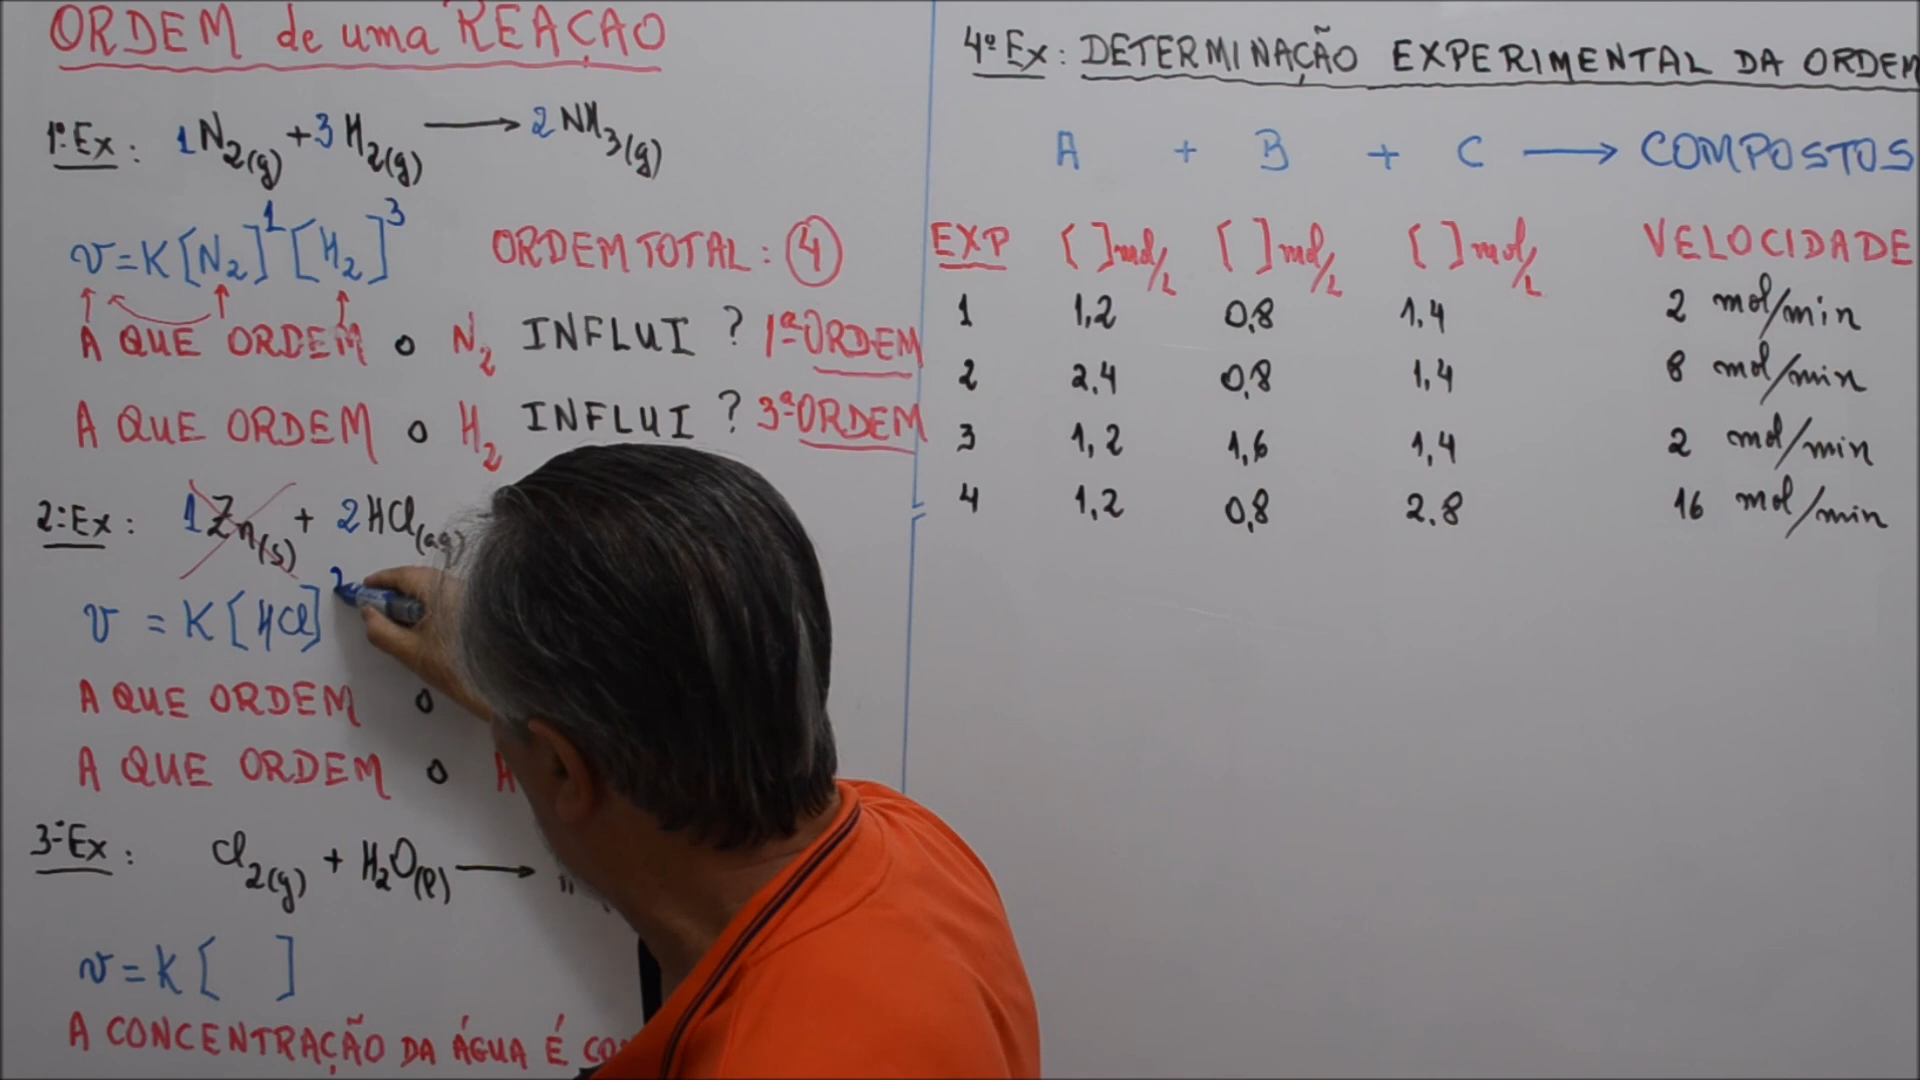 ORDEM de uma REAÇAO
1º Ex: 1N2(g) + 3H2(g) → 2NH3(g)
v = K[N2]^1 [H2]^3 ORDEM TOTAL: 4
A QUE ORDEM o N2 INFLUI ? 1ª ORDEM
A QUE ORDEM o H2 INFLUI ? 3ª ORDEM
2º Ex: 1Zn(s) + 2HCl(aq)
v = K[HCl]^2
A QUE ORDEM o
A QUE ORDEM o
3º Ex: Cl2(g) + H2O(l) →
v = K[ ]
A CONCENTRAÇÃO DA ÁGUA É
4º Ex: DETERMINAÇÃO EXPERIMENTAL DA ORDEM
A + B + C → COMPOSTOS
EXP [ ]mol/L [ ]mol/L [ ]mol/L VELOCIDADE
1 1,2 0,8 1,4 2 mol/min
2 2,4 0,8 1,4 8 mol/min
3 1,2 1,6 1,4 2 mol/min
4 1,2 0,8 2.8 16 mol/min